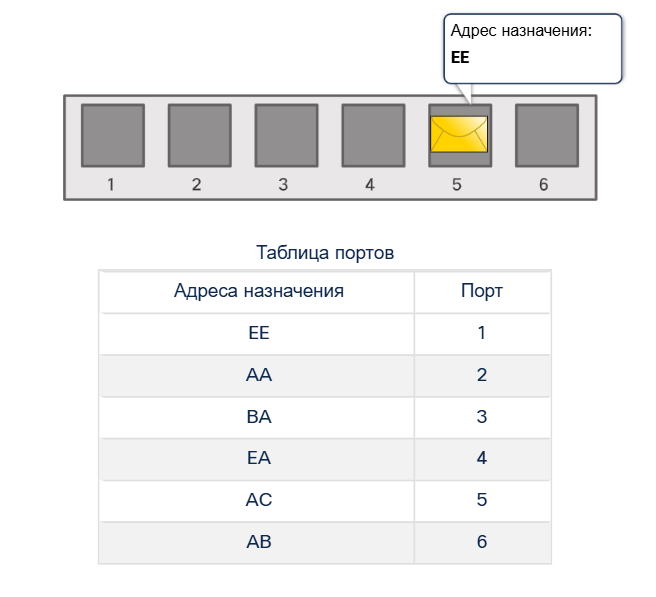 Адрес назначения:
EE
1 2 3 4 5 6
Таблица портов
Адреса назначения Порт
EE 1
AA 2
BA 3
EA 4
AC 5
AB 6